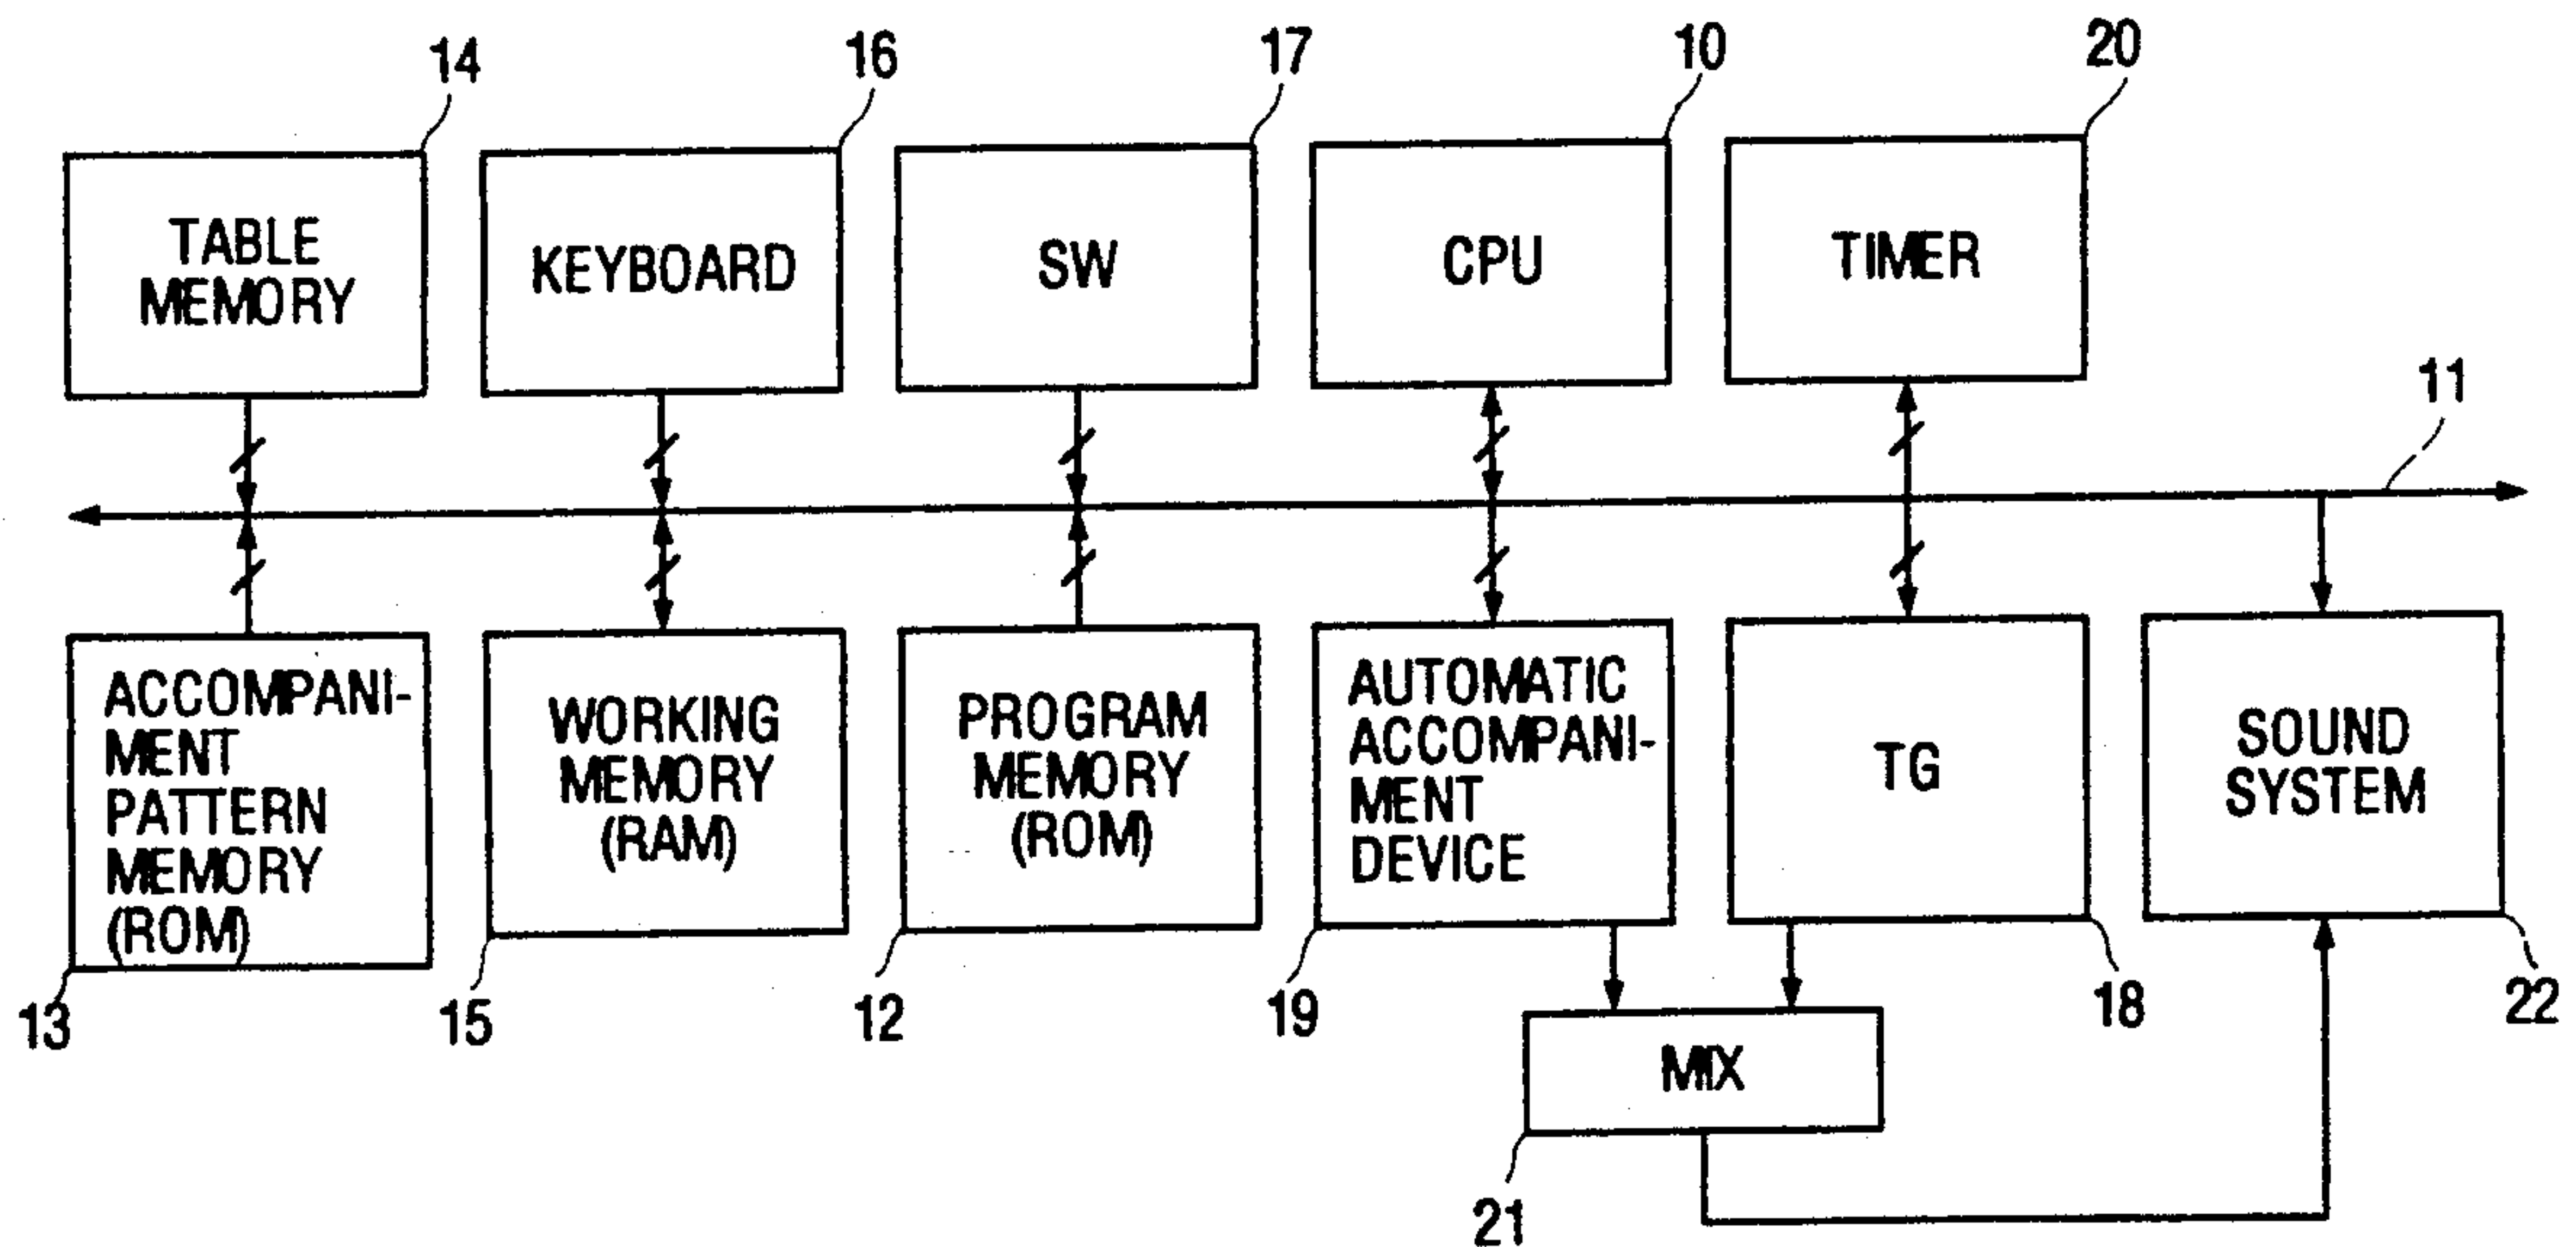 14
16
17
10
20
TABLE
MEMORY
KEYBOARD
SW
CPU
TIMER
11
ACCOMPANI-
MENT
PATTERN
MEMORY
(ROM)
WORKING
MEMORY
(RAM)
PROGRAM
MEMORY
(ROM)
AUTOMATIC
ACCOMPANI-
MENT
DEVICE
TG
SOUND
SYSTEM
13
15
12
19
18
22
MIX
21